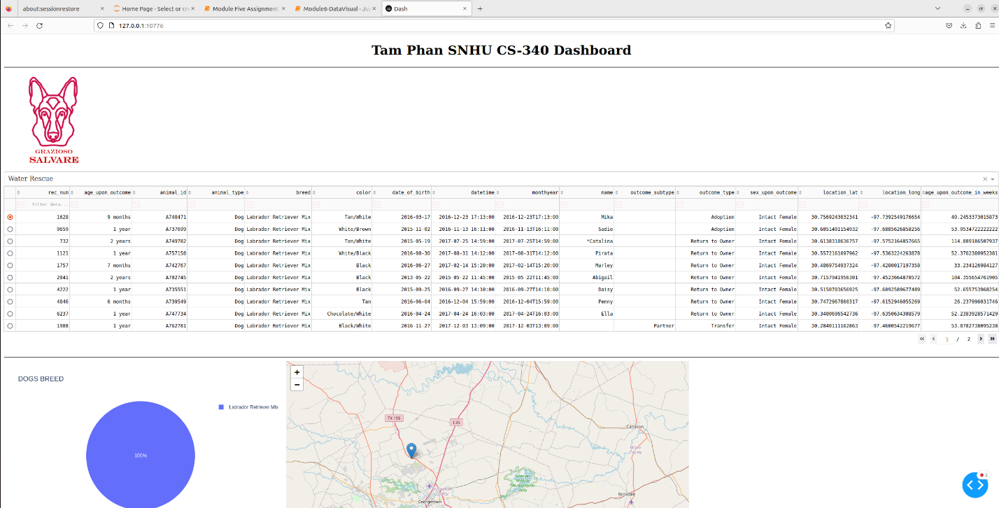 about:sessionrestore
Home Page - Select or cre
Module Five Assignment
Module6-DataVisual - Jup
Dash
127.0.0.1:10776
Tam Phan SNHU CS-340 Dashboard
GRAZIOSO
SALVARE
Water Rescue
rec_num age_upon_outcome animal_id animal_type breed color date_of_birth datetime monthyear name outcome_subtype outcome_type sex_upon_outcome location_lat location_long age_upon_outcome_in_weeks
filter data...
1628 9 months A740471 Dog Labrador Retriever Mix Tan/White 2016-03-17 2016-12-23 17:13:00 2016-12-23T17:13:00 Mika Adoption Intact Female 30.7569243032341 -97.7392549176654 40.2453373015873
9659 1 year A737699 Dog Labrador Retriever Mix White/Brown 2015-11-02 2016-11-13 16:11:00 2016-11-13T16:11:00 Sadie Adoption Intact Female 30.6051401154932 -97.6885626858256 53.9534722222222
732 2 years A749782 Dog Labrador Retriever Mix Tan/White 2015-05-19 2017-07-25 14:59:00 2017-07-25T14:59:00 *Catalina Return to Owner Intact Female 30.6138310636757 -97.5752164857665 114.089186507937
1121 1 year A757158 Dog Labrador Retriever Mix White/Black 2016-08-30 2017-08-31 14:12:00 2017-08-31T14:12:00 Pirata Return to Owner Intact Female 30.5572161697962 -97.5363224263878 52.3702380952381
1757 7 months A742767 Dog Labrador Retriever Mix Black 2016-06-27 2017-02-14 15:20:00 2017-02-14T15:20:00 Marley Return to Owner Intact Female 30.4869754937324 -97.4280017197358 33.234126984127
2841 2 years A702745 Dog Labrador Retriever Mix Black 2013-05-22 2015-05-22 11:45:00 2015-05-22T11:45:00 Abigail Return to Owner Intact Female 30.7157941956301 -97.4523664870572 104.355654761905
4222 1 year A735551 Dog Labrador Retriever Mix Black 2015-09-25 2016-09-27 14:10:00 2016-09-27T14:10:00 Daisy Return to Owner Intact Female 30.5150703656925 -97.6092589677489 52.655753968254
4846 6 months A739549 Dog Labrador Retriever Mix Tan 2016-06-04 2016-12-04 15:59:00 2016-12-04T15:59:00 Penny Return to Owner Intact Female 30.7472967860317 -97.6152946055269 26.237996031746
6237 1 year A747734 Dog Labrador Retriever Mix Chocolate/White 2016-04-24 2017-04-24 16:03:00 2017-04-24T16:03:00 Ella Return to Owner Intact Female 30.3400696542736 -97.6350634308579 52.2383928571429
1988 1 year A762781 Dog Labrador Retriever Mix Black/White 2016-11-27 2017-12-03 13:09:00 2017-12-03T13:09:00 Partner Transfer Intact Female 30.2840111162863 -97.4600542219677 53.0782738095238
1 / 2
DOGS BREED
Labrador Retriever Mix
100%
+
−
TX 195
I 35
Cameron
Milam
County
Granger
Wildlife
Management
Area
Williamson
County
Rockdale
Georgetown
2